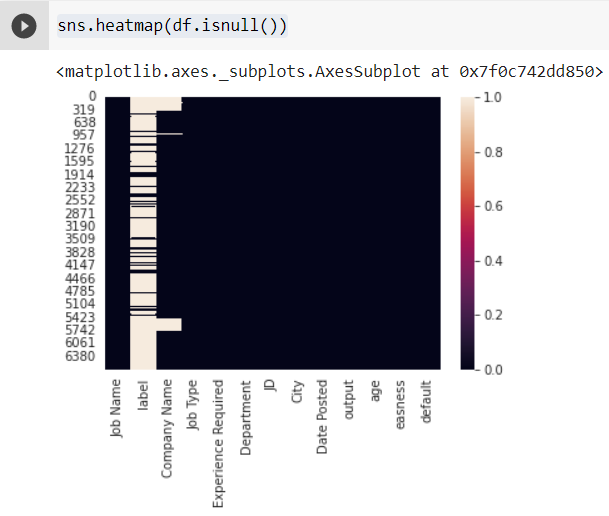 sns.heatmap(df.isnull())
<matplotlib.axes._subplots.AxesSubplot at 0x7f0c742dd850>
0
319
638
957
1276
1595
1914
2233
2552
2871
3190
3509
3828
4147
4466
4785
5104
5423
5742
6061
6380
1.0
0.8
0.6
0.4
0.2
0.0
Job Name
label
Company Name
Job Type
Experience Required
Department
JD
City
Date Posted
output
age
easness
default